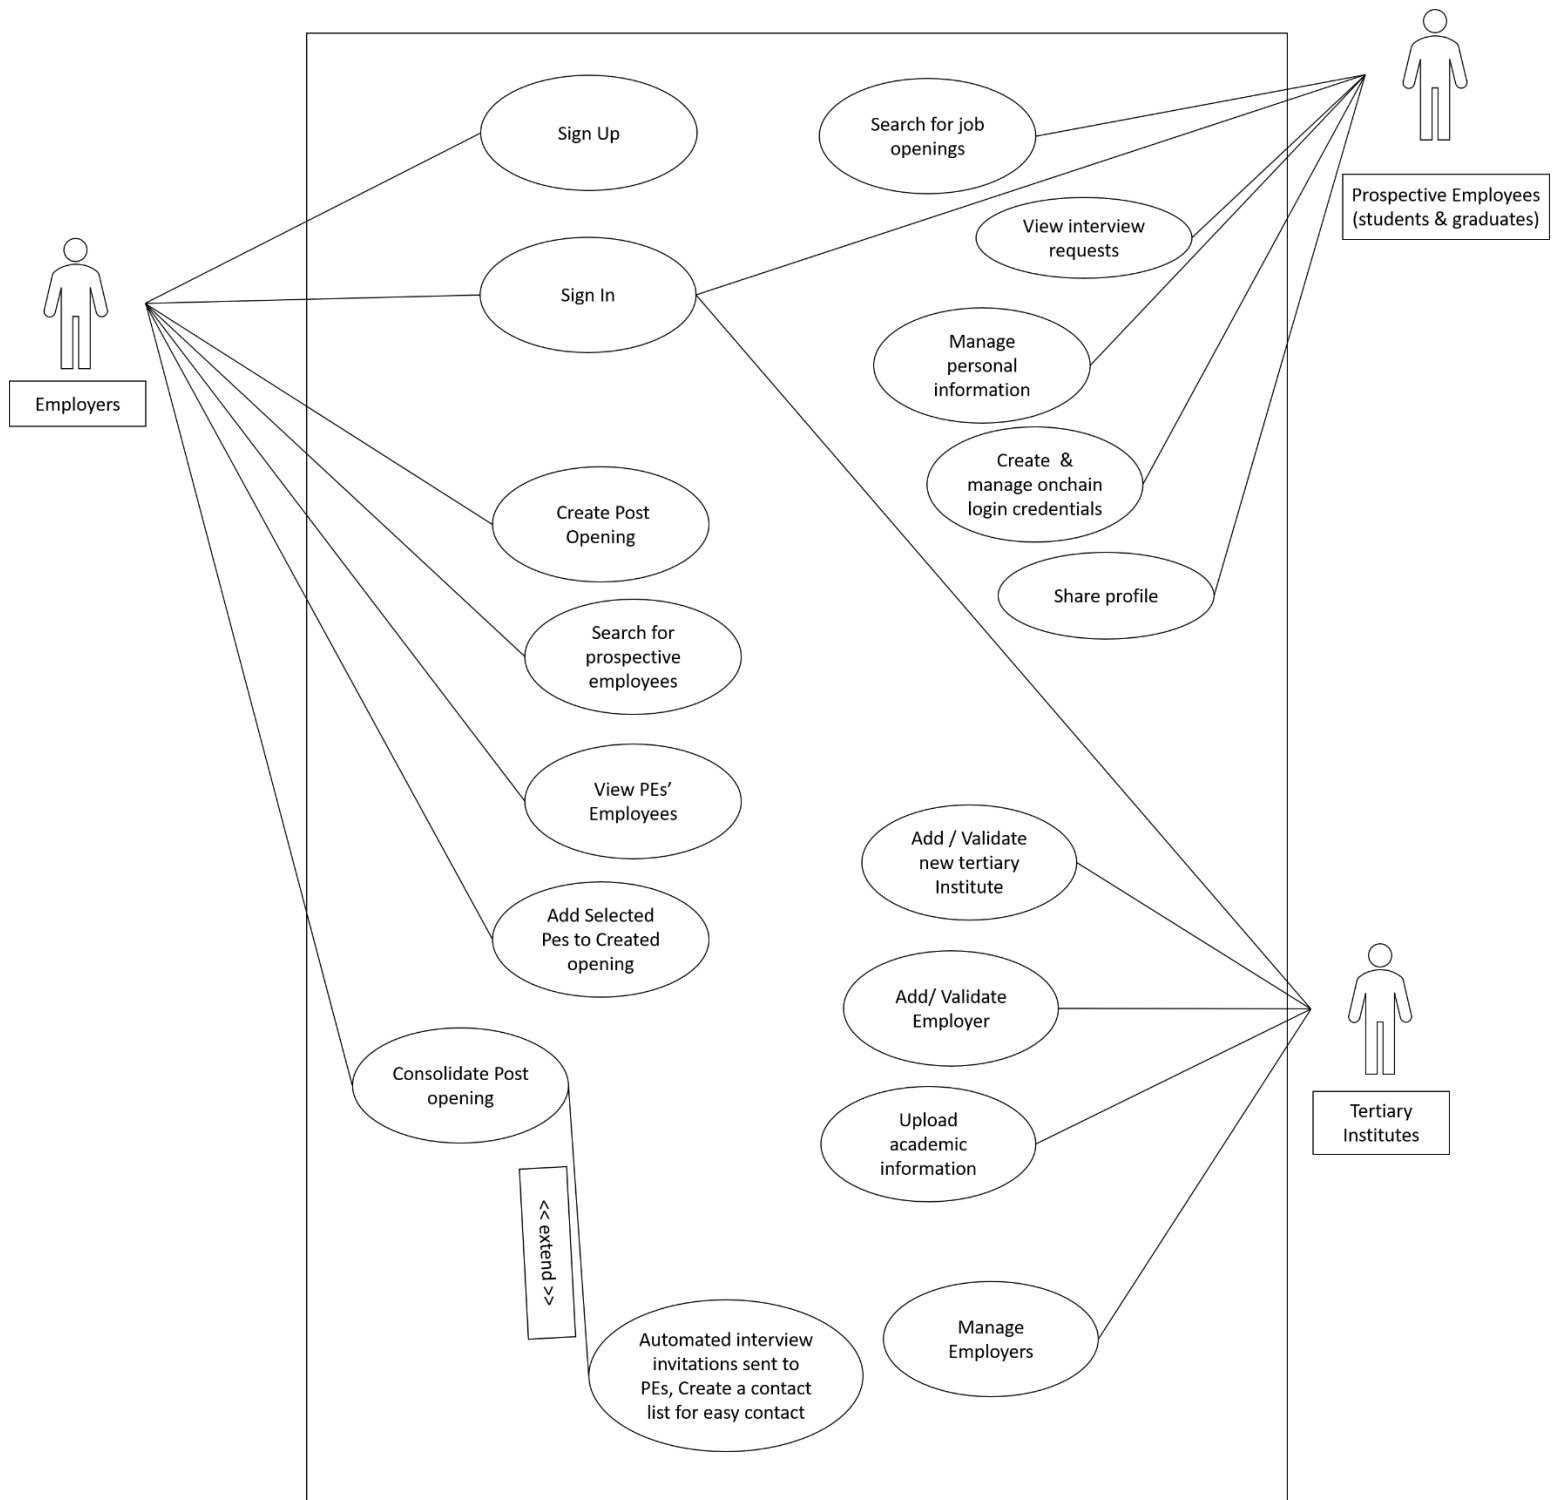 Sign Up
Search for job
openings
Prospective Employees
(students & graduates)
View interview
requests
Sign In
Manage
personal
information
Employers
Create &
manage onchain
login credentials
Create Post
Opening
Share profile
Search for
prospective
employees
View PEs’
Employees
Add / Validate
new tertiary
Institute
Add Selected
Pes to Created
opening
Add/ Validate
Employer
Consolidate Post
opening
Upload
academic
information
Tertiary
Institutes
<< extend >>
Manage
Employers
Automated interview
invitations sent to
PEs, Create a contact
list for easy contact